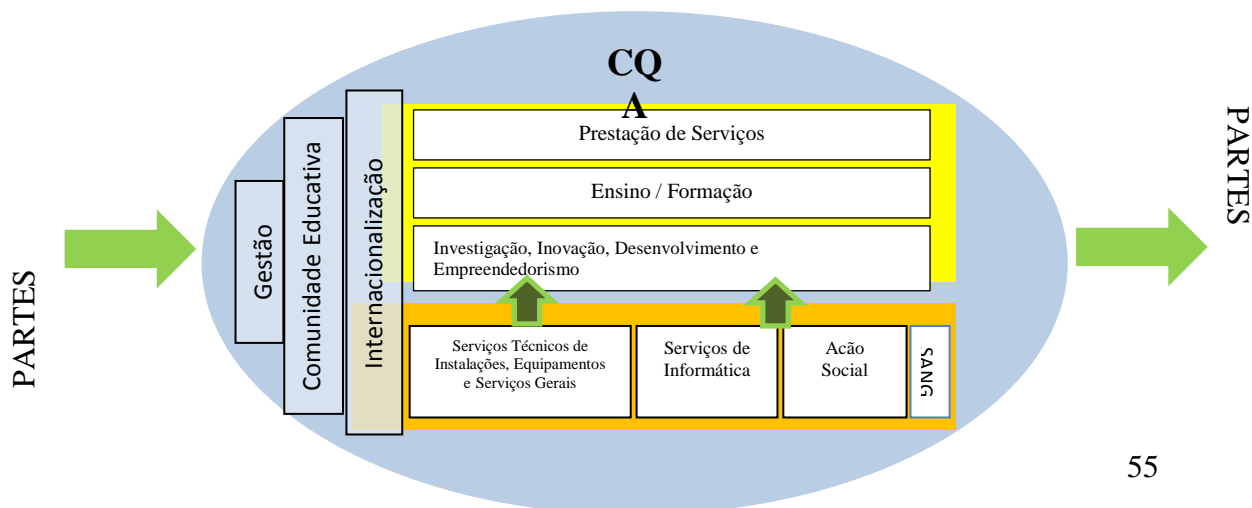 CQ
A
Prestação de Serviços
Ensino / Formação
Investigação, Inovação, Desenvolvimento e
Empreendedorismo
PARTES
Gestão
Comunidade Educativa
Internacionalização
Serviços Técnicos de
Instalações, Equipamentos
e Serviços Gerais
Serviços de
Informática
Acão
Social
SANG
PARTES
55